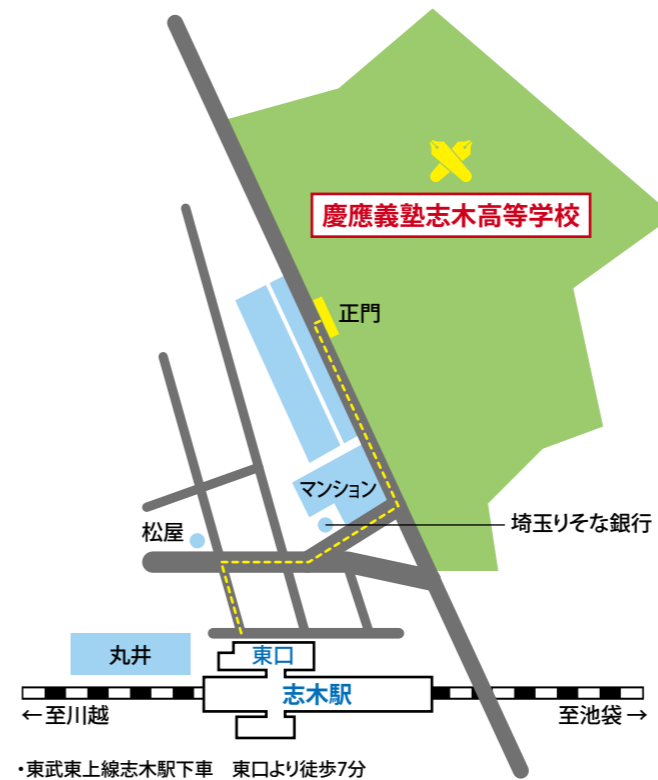 慶應義塾志木高等学校
正門
マンション
埼玉りそな銀行
松屋
丸井
東口
志木駅
←至川越
至池袋→
・東武東上線志木駅下車　東口より徒歩7分